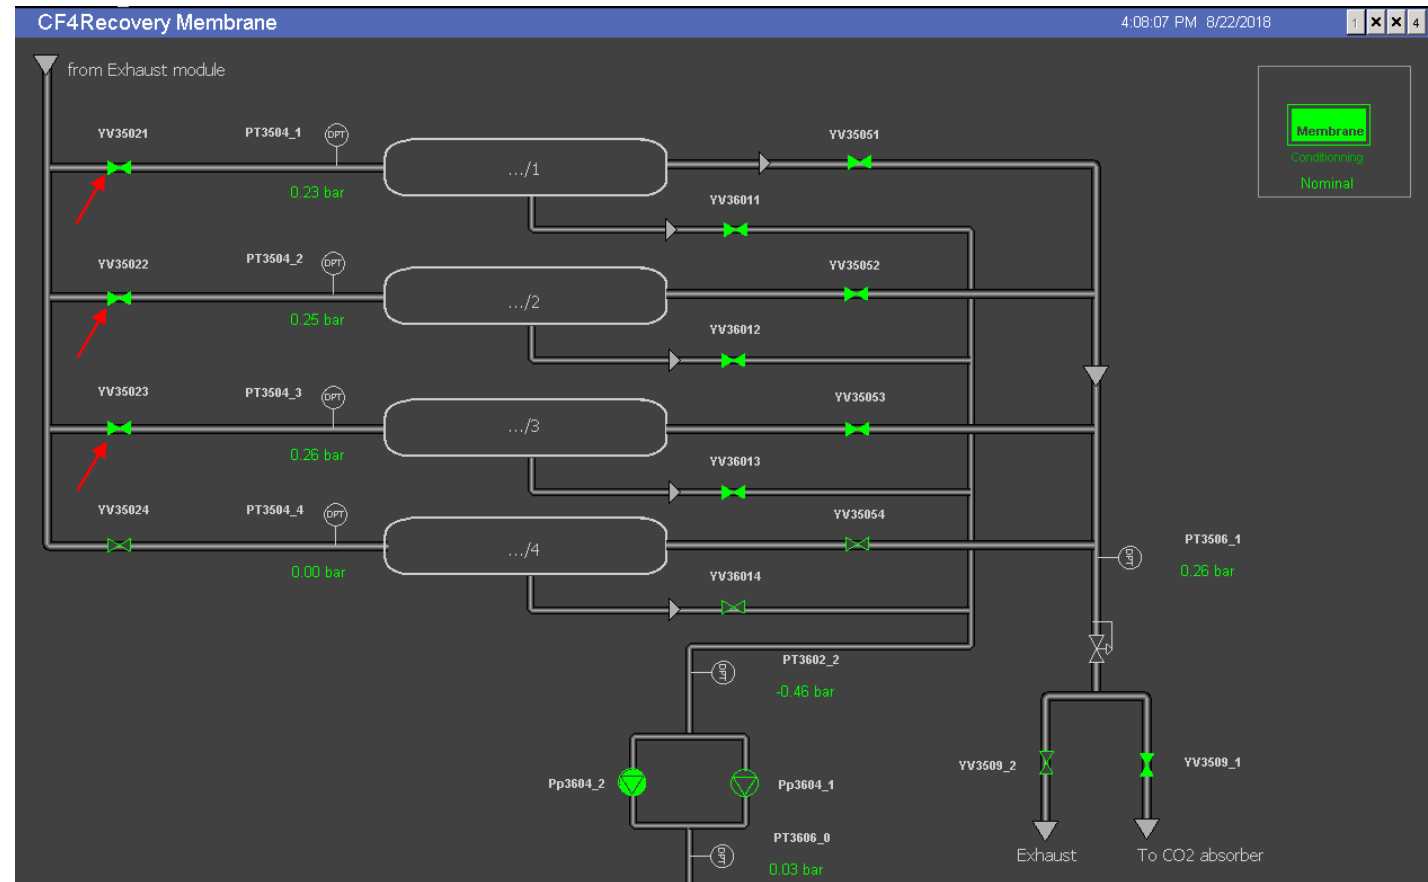 CF4Recovery Membrane 4:08:07 PM 8/22/2018 1 4
from Exhaust module
Membrane
Conditionning
Nominal
YV35021 PT3504_1 DPT YV35051
.../1
0.23 bar
YV36011
YV35022 PT3504_2 DPT YV35052
.../2
0.25 bar
YV36012
YV35023 PT3504_3 DPT YV35053
.../3
0.26 bar
YV36013
YV35024 PT3504_4 DPT YV35054
.../4
0.00 bar
YV36014
PT3506_1
DPT
0.26 bar
PT3602_2
DPT
-0.46 bar
Pp3604_2 Pp3604_1
YV3509_2 YV3509_1
PT3606_0
DPT
0.03 bar
Exhaust To CO2 absorber